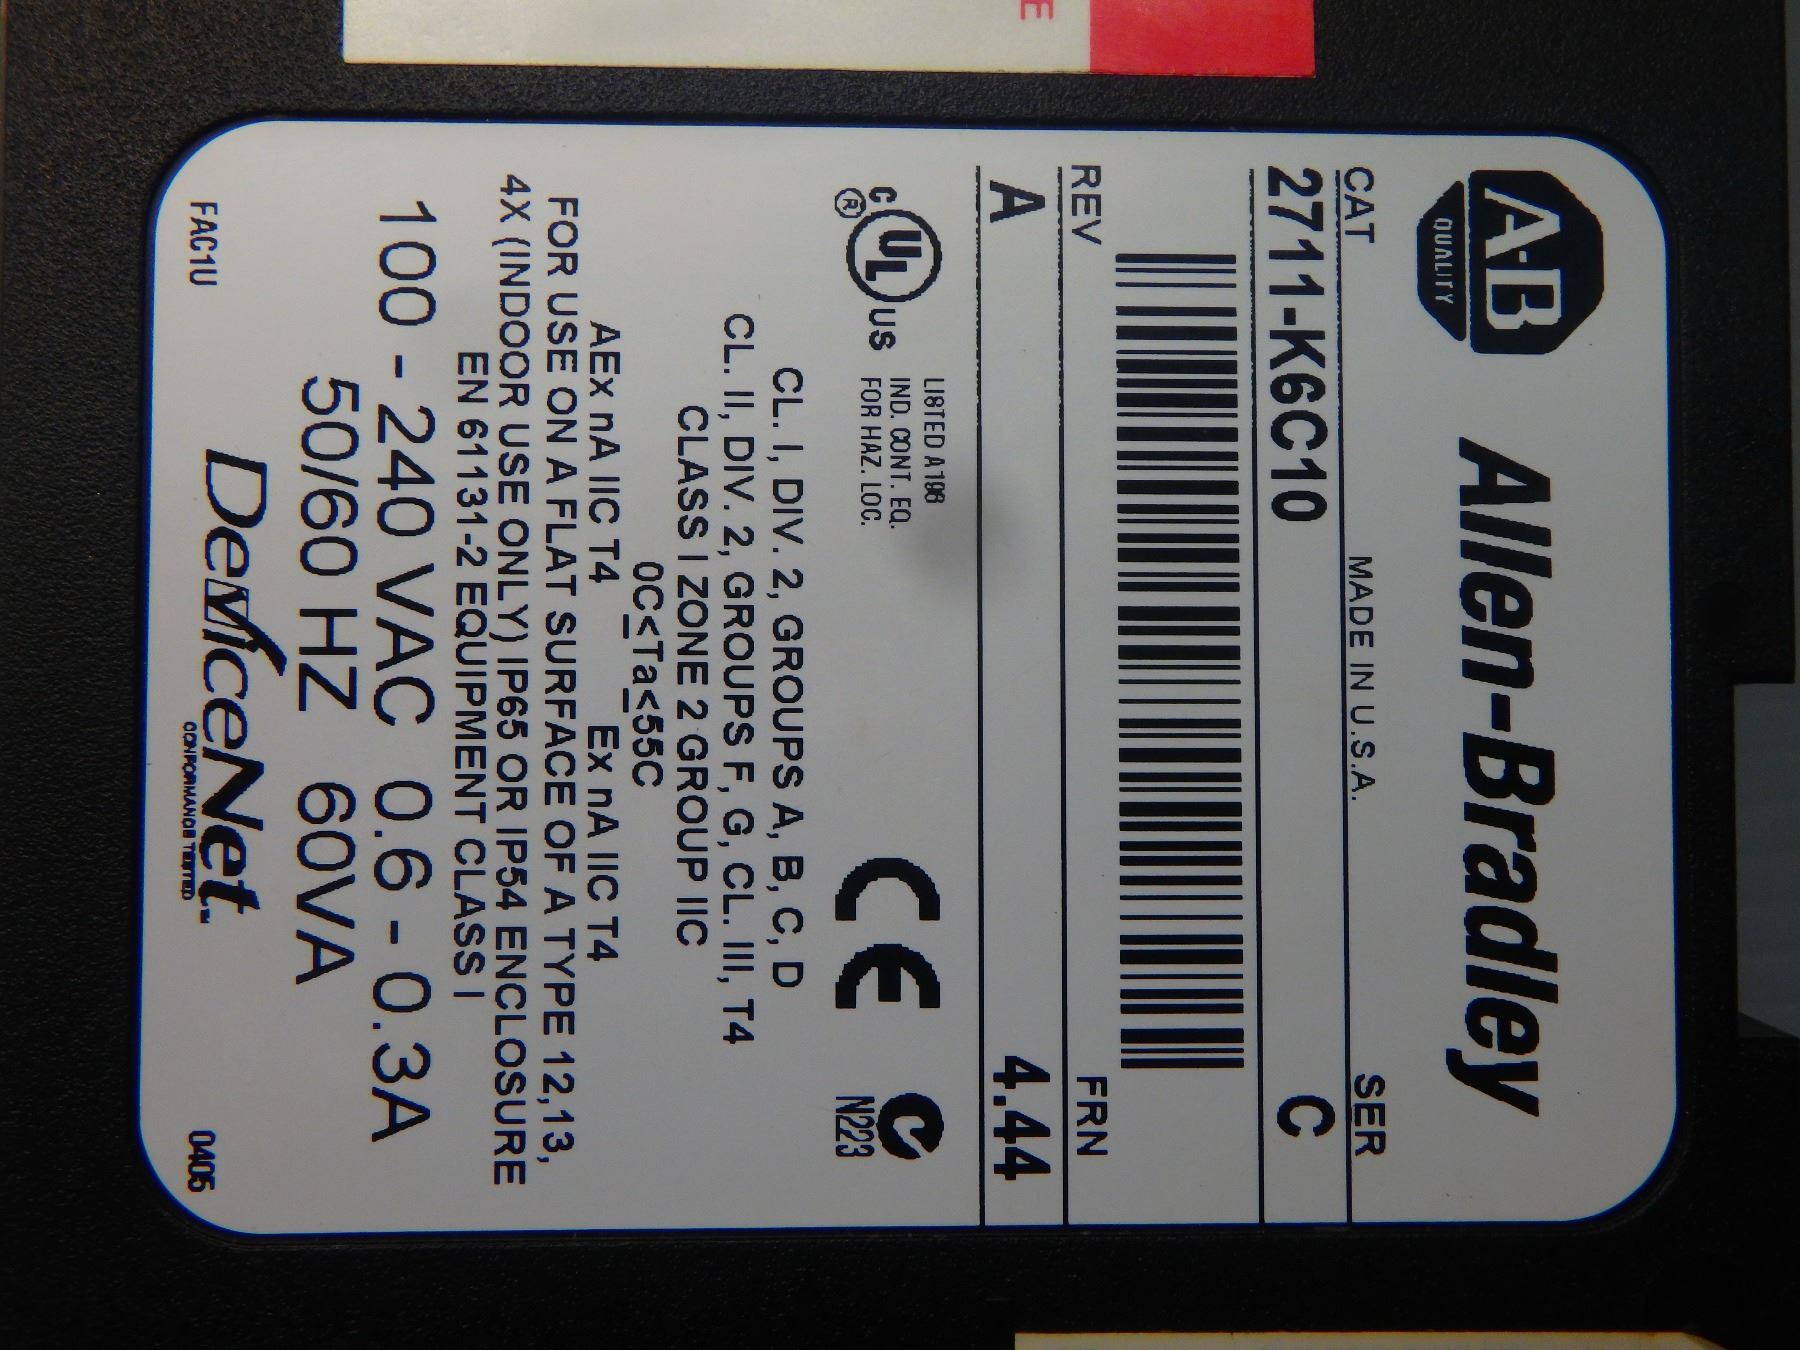 E
A-B
QUALITY
Allen-Bradley
CAT MADE IN U.S.A. SER
2711-K6C10 C
REV FRN
A 4.44
C UL US ®
LISTED A196
IND. CONT. EQ.
FOR HAZ. LOC.
CE
N223
CL. I, DIV. 2, GROUPS A, B, C, D
CL. II, DIV. 2, GROUPS F, G, CL. III, T4
CLASS I ZONE 2 GROUP IIC
0C<_Ta<_55C
AEx nA IIC T4 Ex nA IIC T4
FOR USE ON A FLAT SURFACE OF A TYPE 12,13,
4X (INDOOR USE ONLY) IP65 OR IP54 ENCLOSURE
EN 61131-2 EQUIPMENT CLASS I
100 - 240 VAC 0.6 - 0.3A
50/60 HZ 60VA
DeviceNet™
CONFORMANCE TESTED
FAC1U 0405